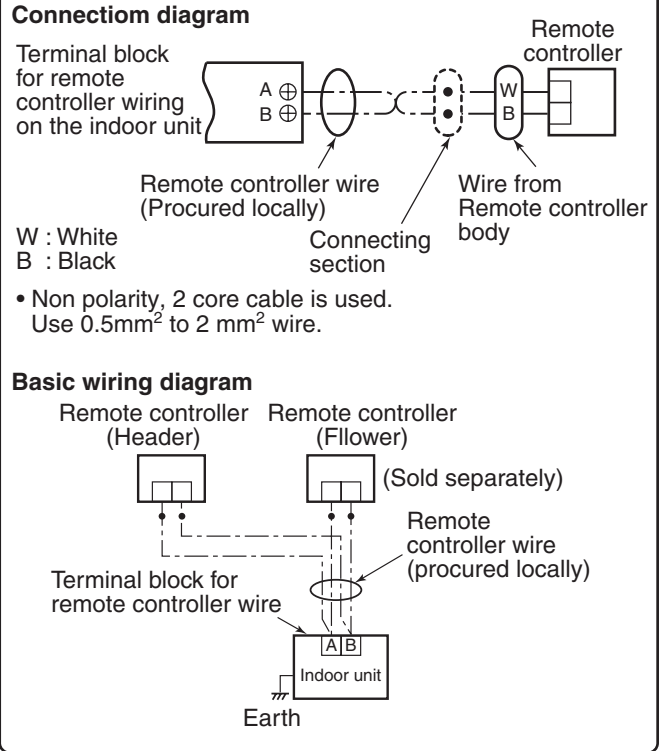 Connectiom diagram
Remote
controller
Terminal block
for remote
controller wiring
on the indoor unit
A
B
W
B
Remote controller wire
(Procured locally)
Wire from
Remote controller
body
W : White
B : Black
Connecting
section
• Non polarity, 2 core cable is used.
Use 0.5mm² to 2 mm² wire.
Basic wiring diagram
Remote controller
(Header)
Remote controller
(Fllower)
(Sold separately)
Remote
controller wire
(procured locally)
Terminal block for
remote controller wire
A B
Indoor unit
Earth